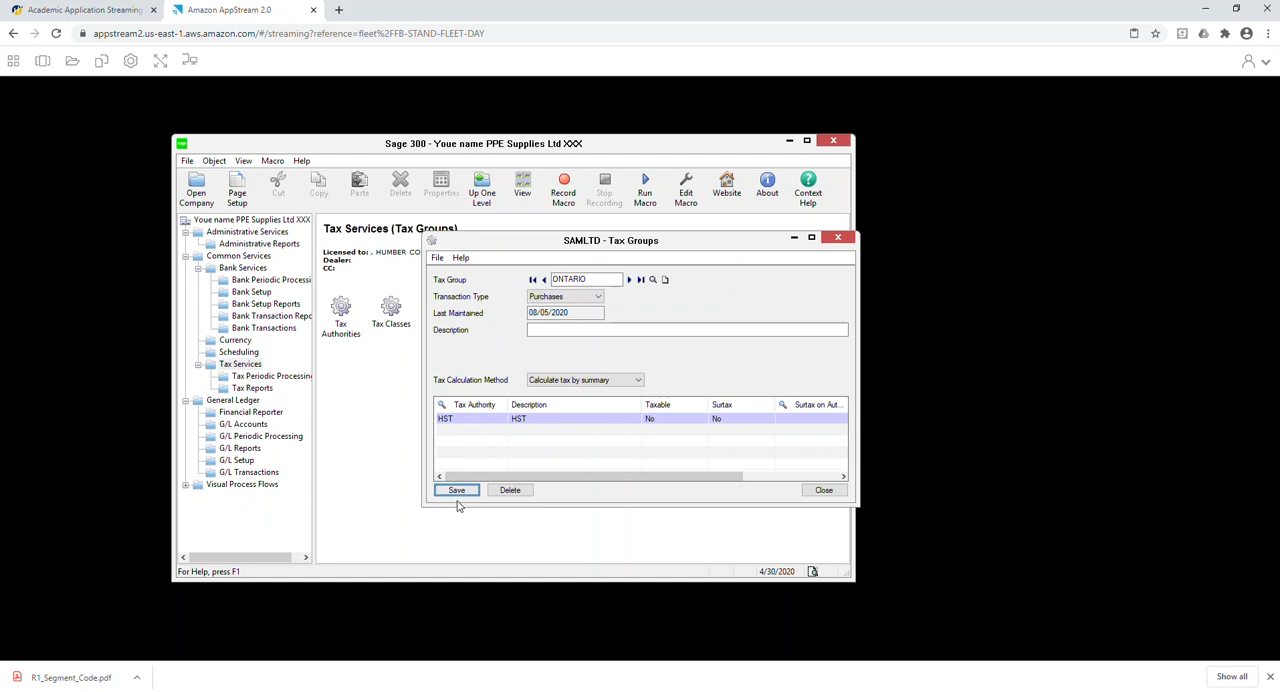 Academic Application Streaming
Amazon AppStream 2.0
appstream2.us-east-1.aws.amazon.com/#/streaming?reference=fleet%2FFB-STAND-FLEET-DAY
Sage 300 - Youe name PPE Supplies Ltd XXX
File Object View Macro Help
Open Company
Page Setup
Cut
Copy
Paste
Delete
Properties
Up One Level
View
Record Macro
Stop Recording
Run Macro
Edit Macro
Website
About
Context Help
Youe name PPE Supplies Ltd XXX
Administrative Services
Administrative Reports
Common Services
Bank Services
Bank Periodic Processi
Bank Setup
Bank Setup Reports
Bank Transaction Repo
Bank Transactions
Currency
Scheduling
Tax Services
Tax Periodic Processing
Tax Reports
General Ledger
Financial Reporter
G/L Accounts
G/L Periodic Processing
G/L Reports
G/L Setup
G/L Transactions
Visual Process Flows
Tax Services (Tax Groups)
Licensed to: , HUMBER CO
Dealer:
CC:
Tax Authorities
Tax Classes
SAMLTD - Tax Groups
File Help
Tax Group ONTARIO
Transaction Type Purchases
Last Maintained 08/05/2020
Description
Tax Calculation Method Calculate tax by summary
Tax Authority Description Taxable Surtax Surtax on Aut...
HST HST No No
Save Delete Close
For Help, press F1
4/30/2020
R1_Segment_Code.pdf
Show all